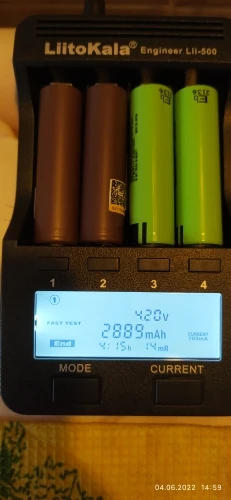 LiitoKala® Engineer Lii-500
1 2 3 4
1
4.20v
FAST TEST
2889mAh
CURRENT
700mA
End
4:15h 14mR
MODE CURRENT
04.06.2022 14:59